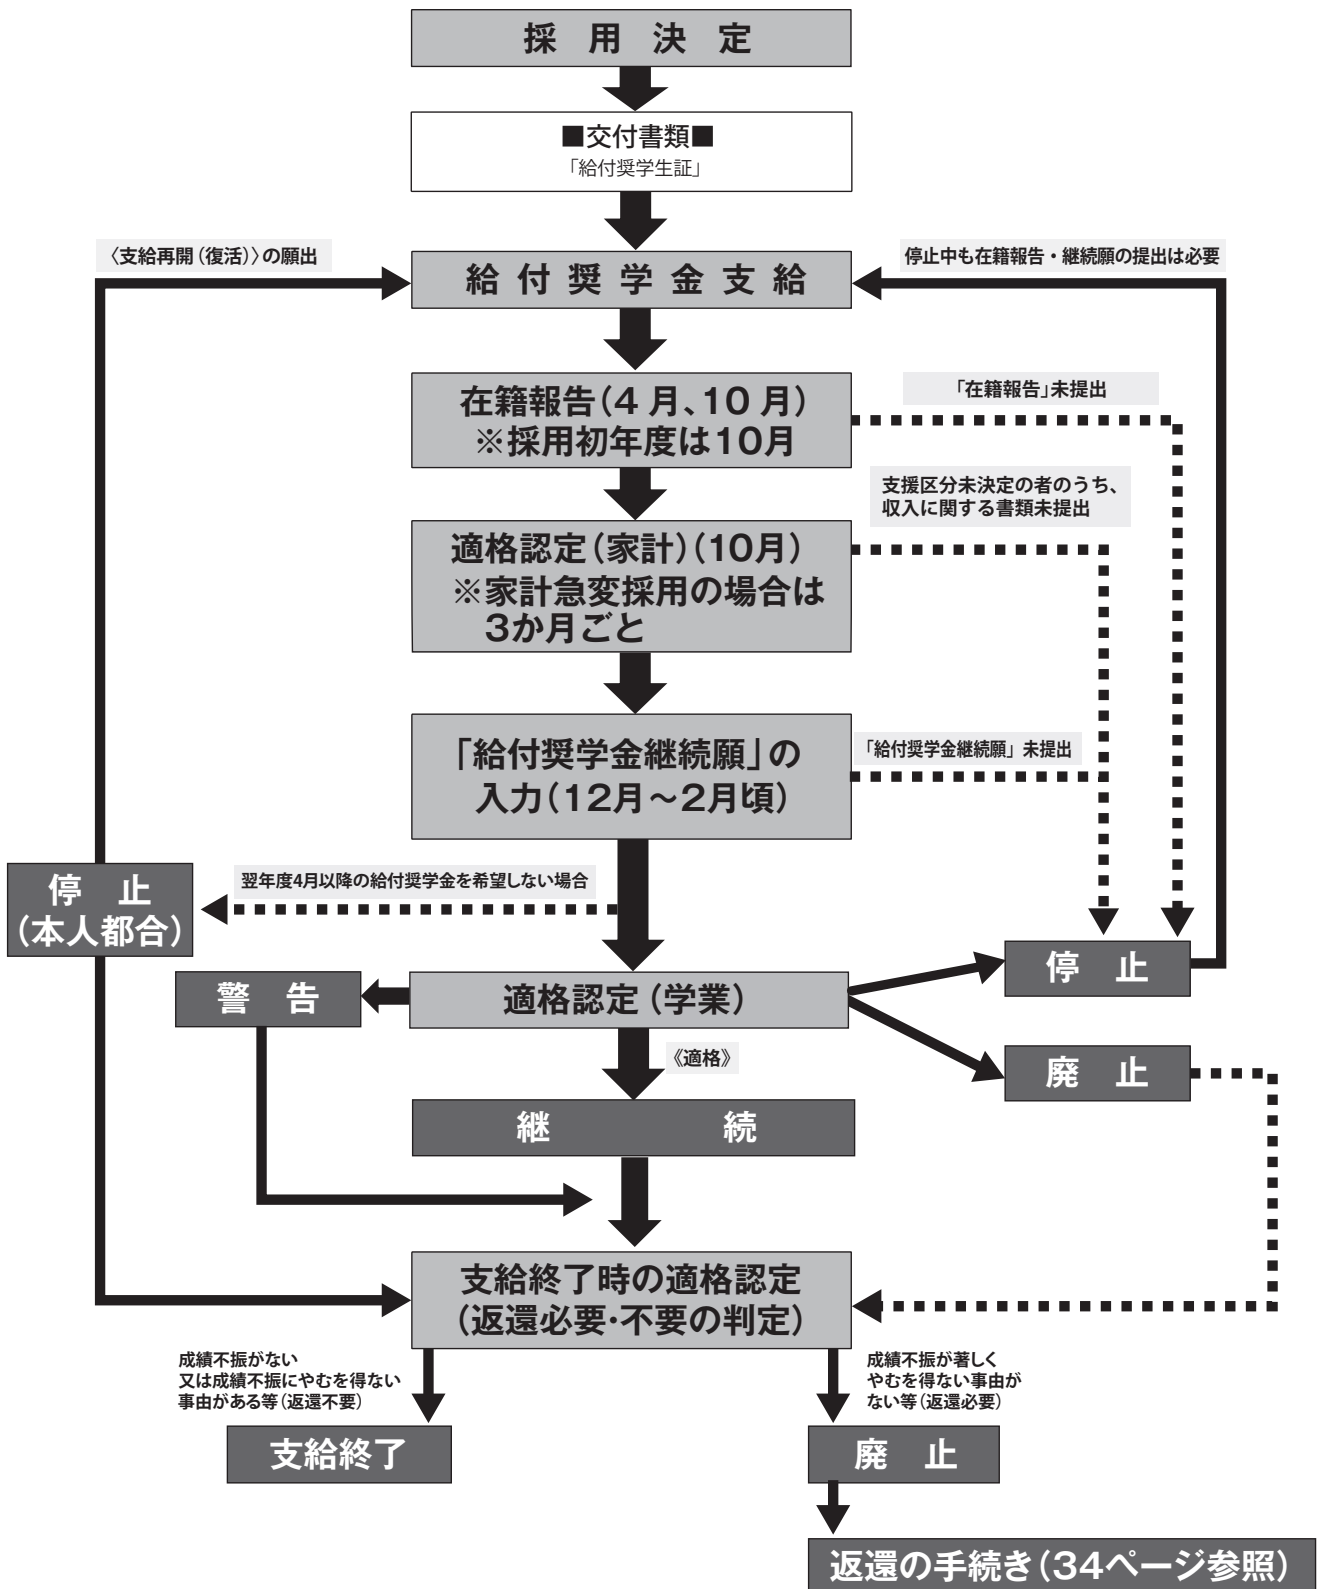 採用決定
■交付書類■
「給付奨学生証」
〈支給再開(復活)〉の願出
停止中も在籍報告・継続願の提出は必要
給付奨学金支給
在籍報告(4月、10月)
※採用初年度は10月
「在籍報告」未提出
支援区分未決定の者のうち、
収入に関する書類未提出
適格認定(家計)(10月)
※家計急変採用の場合は
3か月ごと
「給付奨学金継続願」の
入力(12月～2月頃)
「給付奨学金継続願」未提出
停止
(本人都合)
翌年度4月以降の給付奨学金を希望しない場合
停止
警告
適格認定(学業)
《適格》
廃止
継続
支給終了時の適格認定
(返還必要・不要の判定)
成績不振がない
又は成績不振にやむを得ない
事由がある等(返還不要)
成績不振が著しく
やむを得ない事由が
ない等(返還必要)
支給終了
廃止
返還の手続き(34ページ参照)